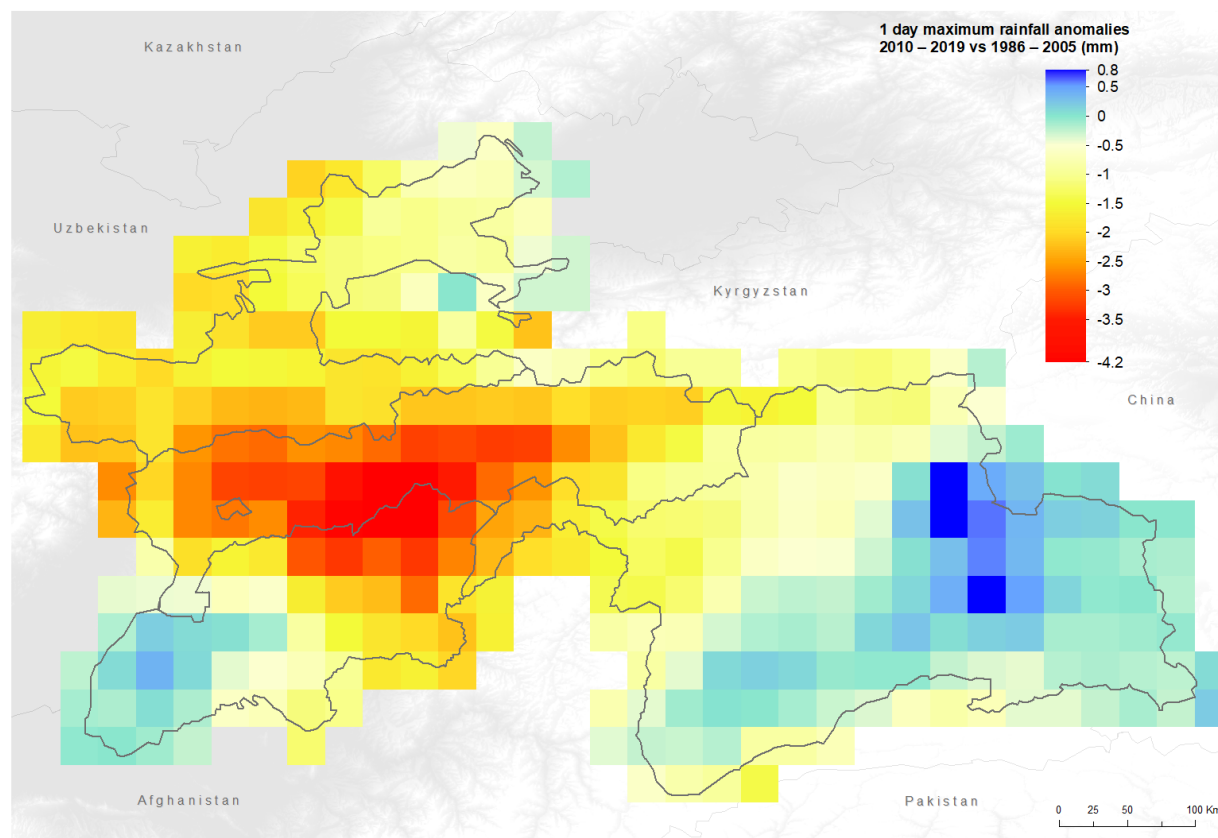 1 day maximum rainfall anomalies
2010 – 2019 vs 1986 – 2005 (mm)
Kazakhstan
0.8
0.5
0
-0.5
-1
-1.5
-2
-2.5
-3
-3.5
-4.2
Uzbekistan
Kyrgyzstan
China
Afghanistan
Pakistan
0 25 50 100 Km